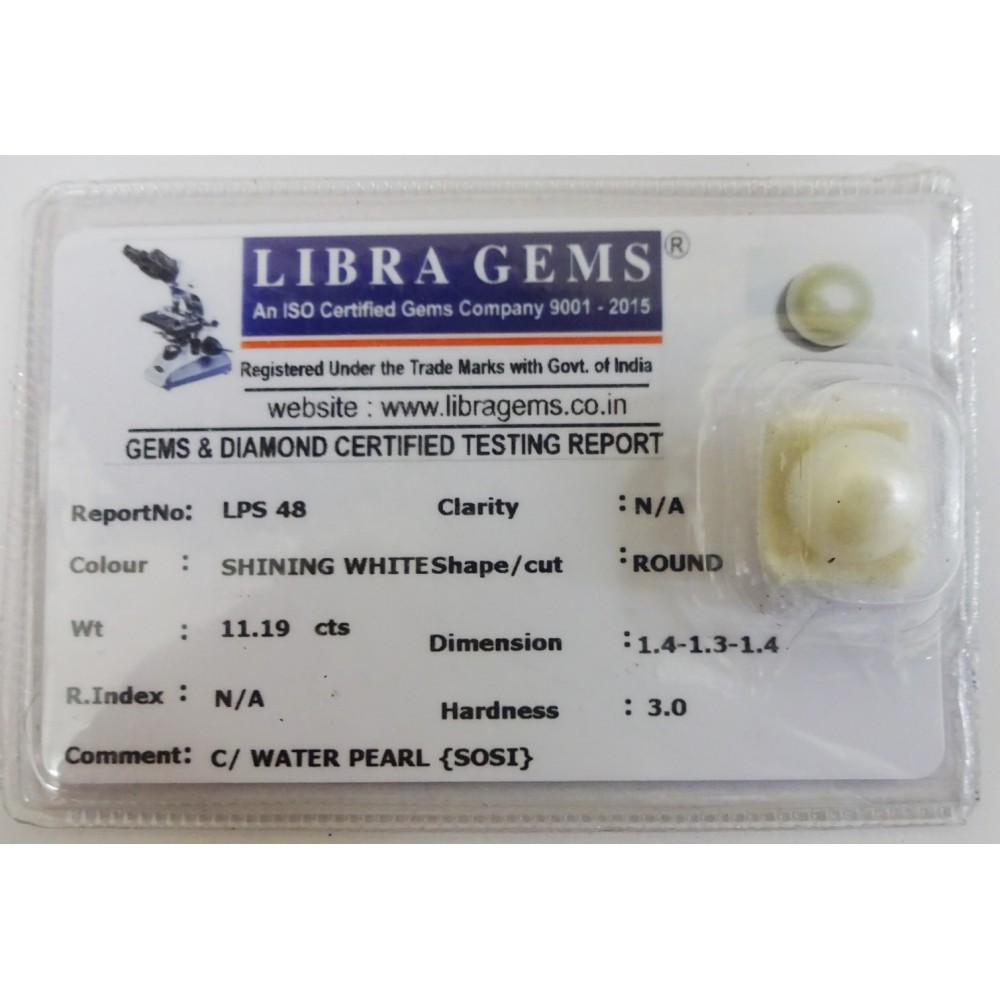 LIBRA GEMS ®
An ISO Certified Gems Company 9001 - 2015
Registered Under the Trade Marks with Govt. of India
website : www.libragems.co.in
GEMS & DIAMOND CERTIFIED TESTING REPORT
ReportNo: LPS 48 Clarity : N/A
Colour : SHINING WHITE Shape/cut : ROUND
Wt : 11.19 cts Dimension : 1.4-1.3-1.4
R.Index : N/A Hardness : 3.0
Comment: C/ WATER PEARL {SOSI}